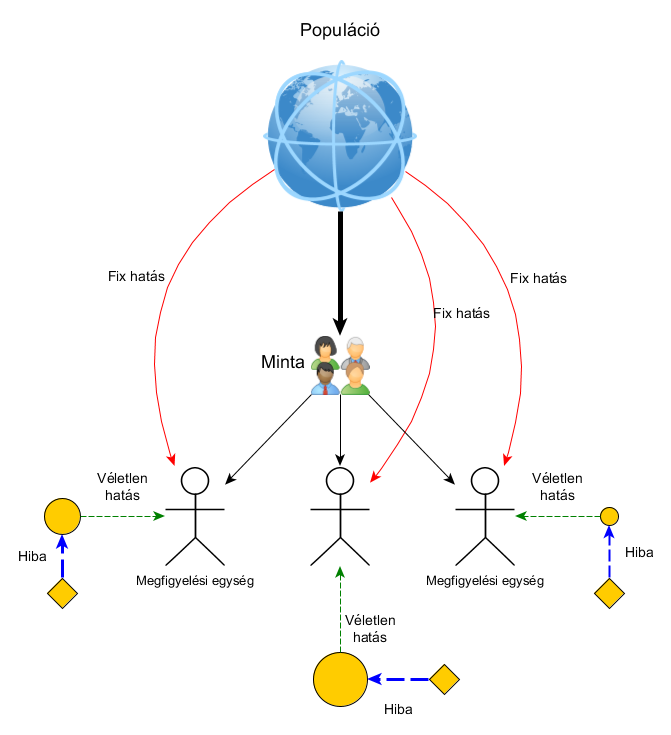 Populáció
Fix hatás
Fix hatás
Fix hatás
Minta
Véletlen
hatás
Véletlen
hatás
Hiba
Hiba
Megfigyelési egység
Megfigyelési egység
Véletlen
hatás
Hiba